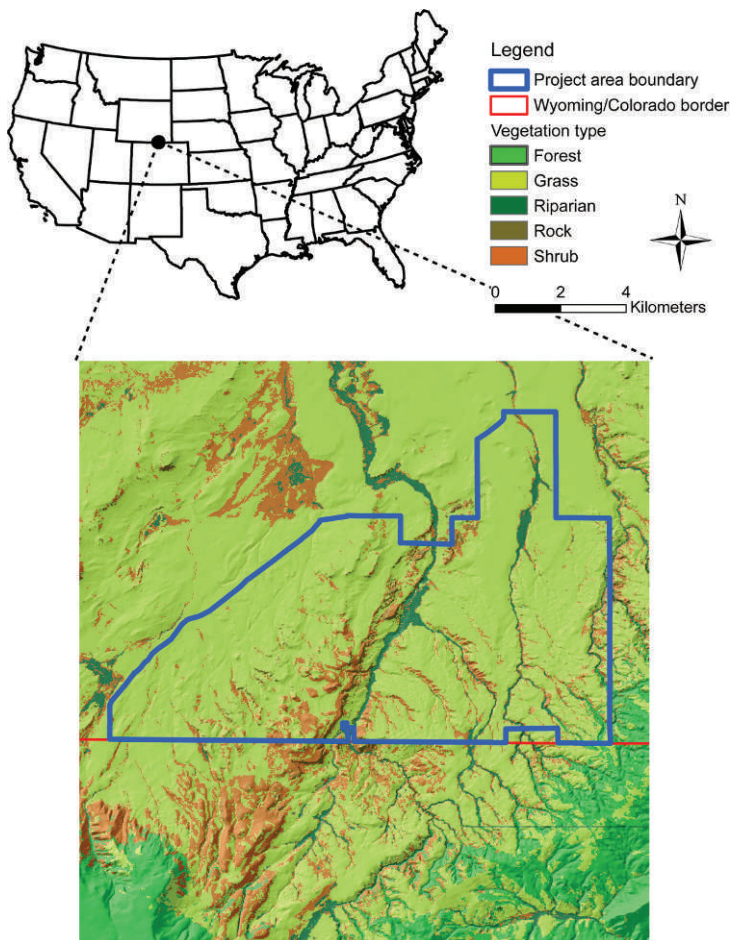 Legend
Project area boundary
Wyoming/Colorado border
Vegetation type
Forest
Grass
Riparian
Rock
Shrub
N
0 2 4
Kilometers